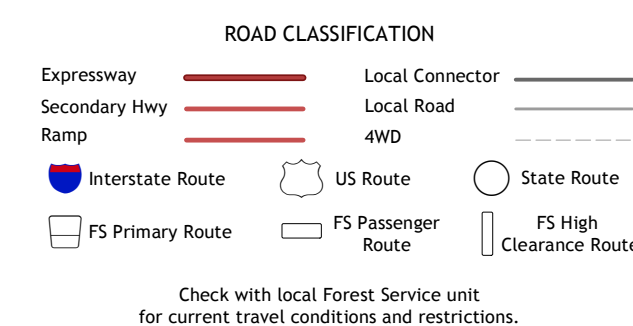 ROAD CLASSIFICATION
Expressway
Local Connector
Secondary Hwy
Local Road
Ramp
4WD
Interstate Route
US Route
State Route
FS Primary Route
FS Passenger
Route
FS High
Clearance Route
Check with local Forest Service unit
for current travel conditions and restrictions.